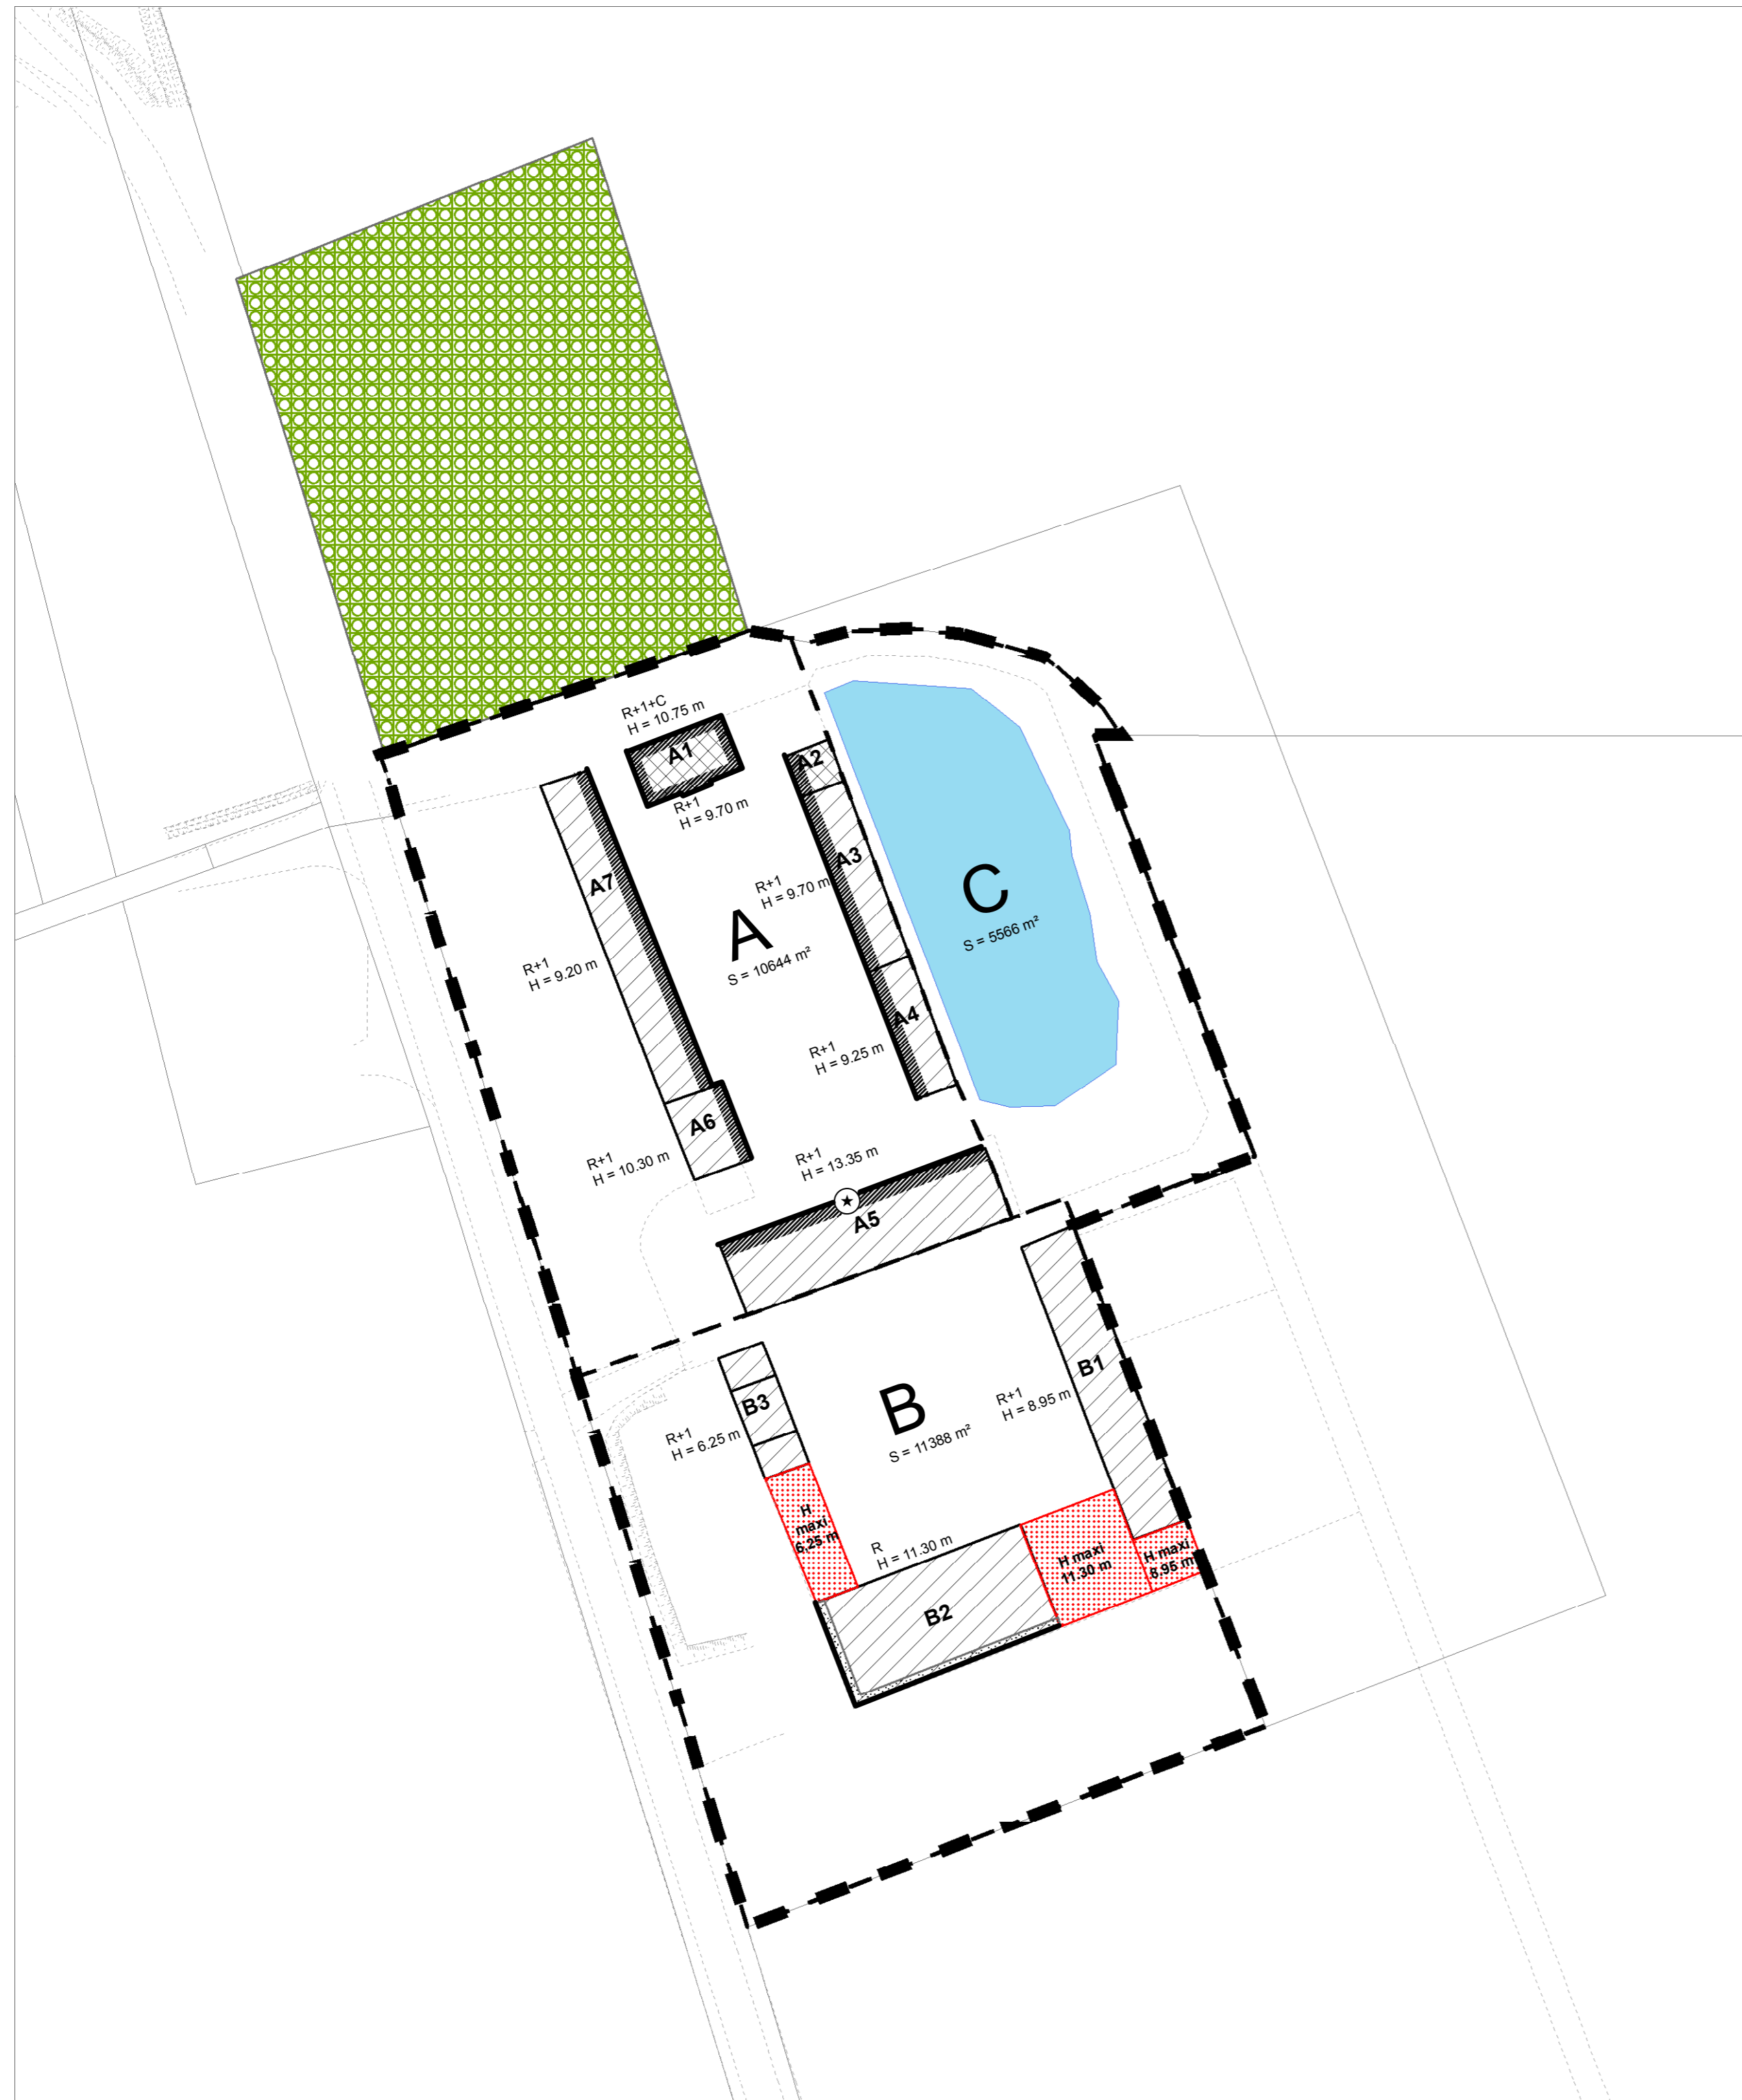 R+1+C
H = 10.75 m
A1
A2
R+1
H = 9.70 m
A3
A7
R+1
H = 9.70 m
C
S = 5566 m²
A
S = 10644 m²
R+1
H = 9.20 m
A4
R+1
H = 9.25 m
A6
R+1
H = 10.30 m
R+1
H = 13.35 m
★
A5
B1
R+1
H = 8.95 m
B3
B
S = 11388 m²
R+1
H = 6.25 m
H
maxi
6,25 m
R
H = 11.30 m
H maxi
11.30 m
H maxi
8.95 m
B2